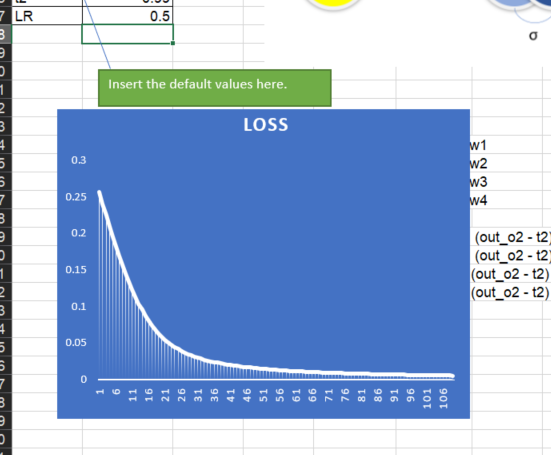 7 LR 0.5
8
9
0
σ
1
Insert the default values here.
2
3
LOSS
4 w1
5 w2
0.3
6 w3
0.25
7 w4
8
0.2
9 (out_o2 - t2)
0 (out_o2 - t2)
0.15
1 (out_o2 - t2)
2 (out_o2 - t2)
0.1
3
4
0.05
5
6
0
7
1 6 11 16 21 26 31 36 41 46 51 56 61 66 71 76 81 86 91 96 101 106
8
9
0